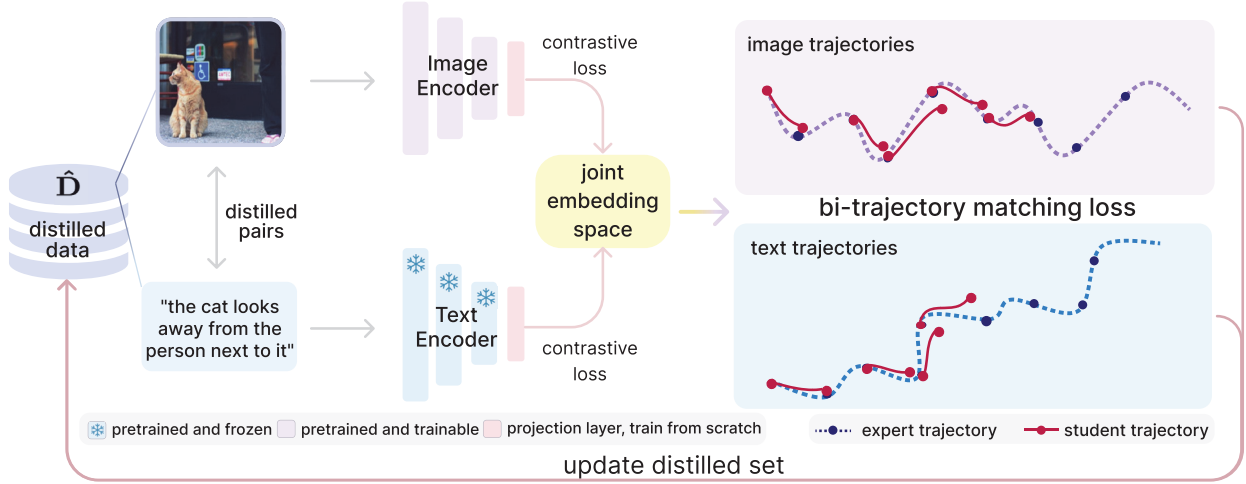 image trajectories
contrastive
loss
Image
Encoder
D̂
distilled
data
distilled
pairs
joint
embedding
space
bi-trajectory matching loss
text trajectories
"the cat looks
away from the
person next to it"
Text
Encoder
contrastive
loss
pretrained and frozen
pretrained and trainable
projection layer, train from scratch
expert trajectory
student trajectory
update distilled set